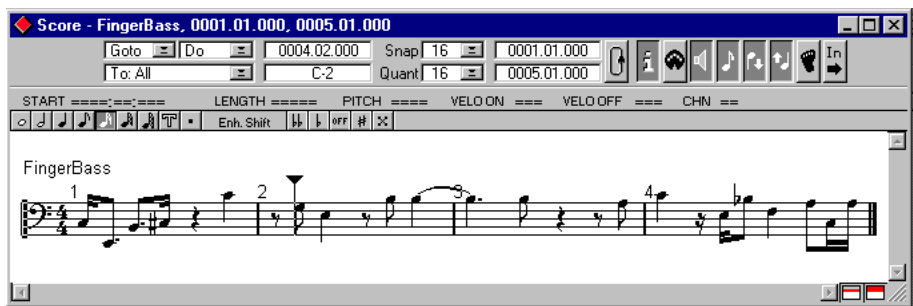 Score - FingerBass, 0001.01.000, 0005.01.000
Goto Do 0004.02.000 Snap 16 0001.01.000 In
To: All C-2 Quant 16 0005.01.000
START ====:==:=== LENGTH ===== PITCH ==== VELO ON === VELO OFF === CHN ==
T Enh. Shift OFF #
FingerBass
1 2 3 4
4
4